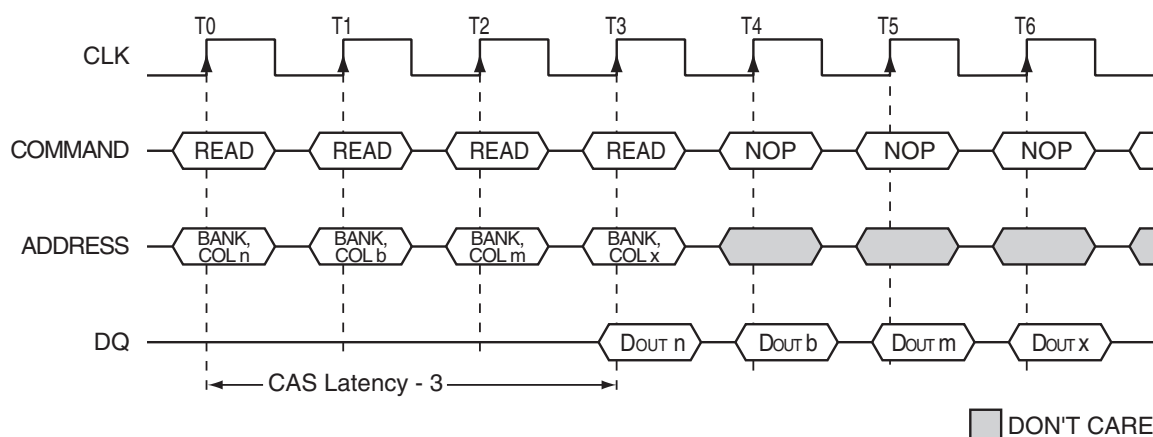 T0 T1 T2 T3 T4 T5 T6
CLK
COMMAND READ READ READ READ NOP NOP NOP
ADDRESS BANK, COL n BANK, COL b BANK, COL m BANK, COL x
DQ DOUT n DOUT b DOUT m DOUT x
CAS Latency - 3
DON'T CARE